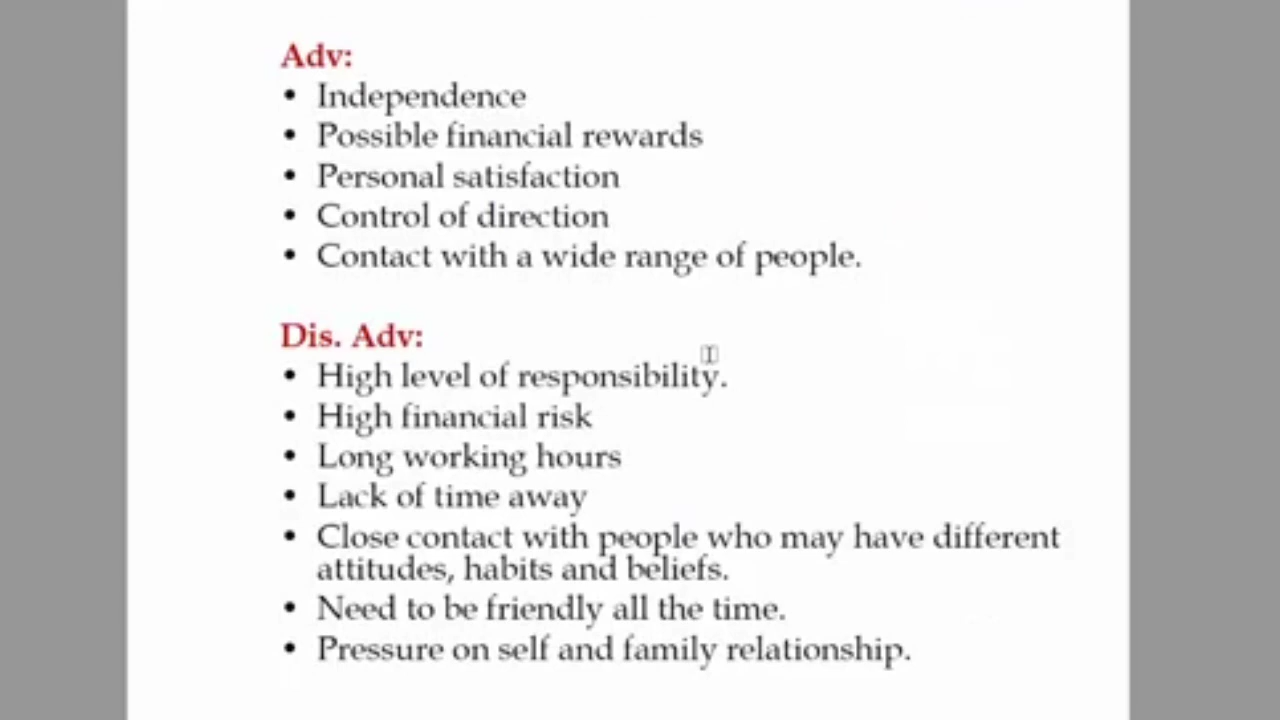 Adv:
• Independence
• Possible financial rewards
• Personal satisfaction
• Control of direction
• Contact with a wide range of people.
Dis. Adv:
• High level of responsibility.
• High financial risk
• Long working hours
• Lack of time away
• Close contact with people who may have different
attitudes, habits and beliefs.
• Need to be friendly all the time.
• Pressure on self and family relationship.